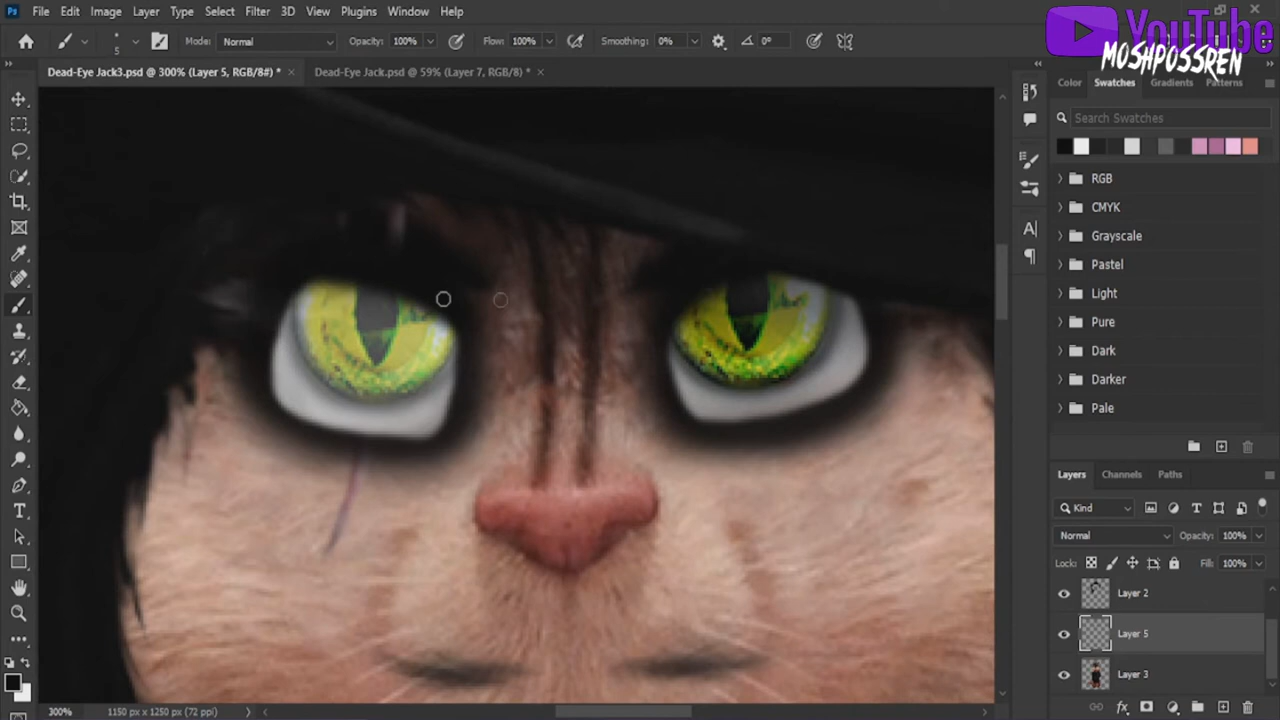 Ps File Edit Image Layer Type Select Filter 3D View Plugins Window Help
YouTube
MOSHPOSSREN
5 Mode: Normal Opacity: 100% Flow: 100% Smoothing: 0% 0°
Dead-Eye Jack3.psd @ 300% (Layer 5, RGB/8#) * × Dead-Eye Jack.psd @ 59% (Layer 7, RGB/8) * ×
Color Swatches Gradients Patterns
Search Swatches
RGB
CMYK
Grayscale
Pastel
Light
Pure
Dark
Darker
Pale
Layers Channels Paths
Kind
Normal Opacity: 100%
Lock: Fill: 100%
Layer 2
Layer 5
Layer 3
300% 1150 px x 1250 px (72 ppi)